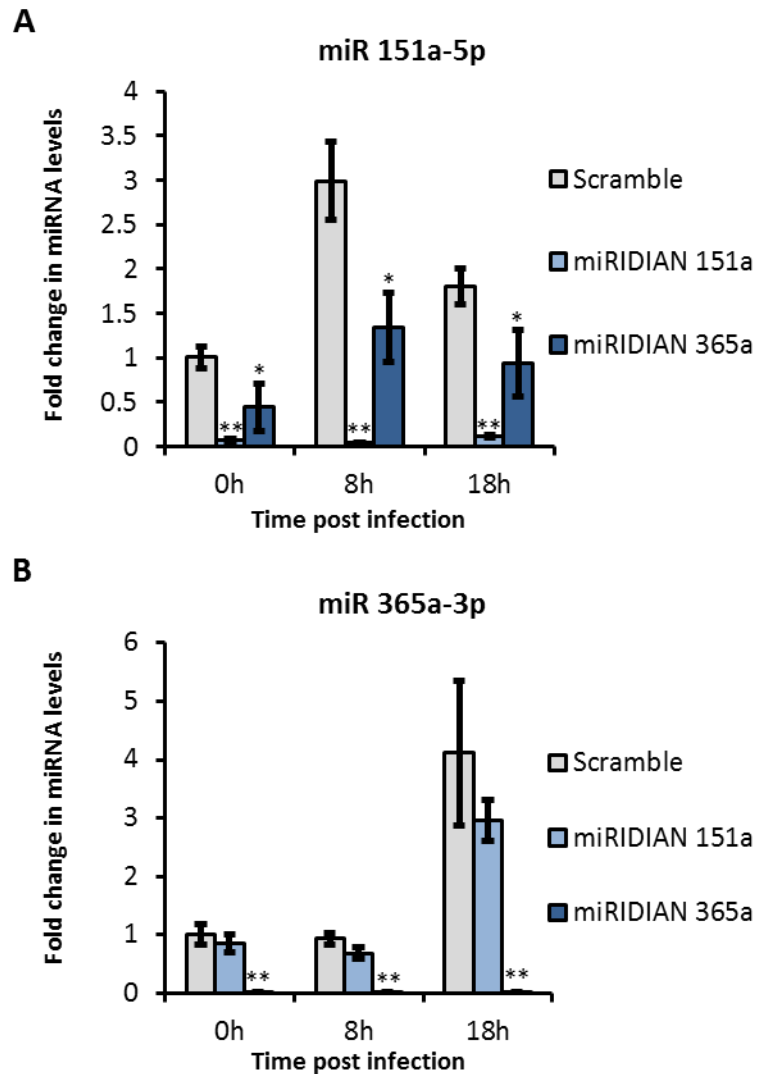 A
miR 151a-5p
Fold change in miRNA levels
4
3.5
3
2.5
2
1.5
1
0.5
0
** * ** * ** *
0h 8h 18h
Time post infection
Scramble
miRIDIAN 151a
miRIDIAN 365a
B
miR 365a-3p
Fold change in miRNA levels
6
5
4
3
2
1
0
** ** **
0h 8h 18h
Time post infection
Scramble
miRIDIAN 151a
miRIDIAN 365a